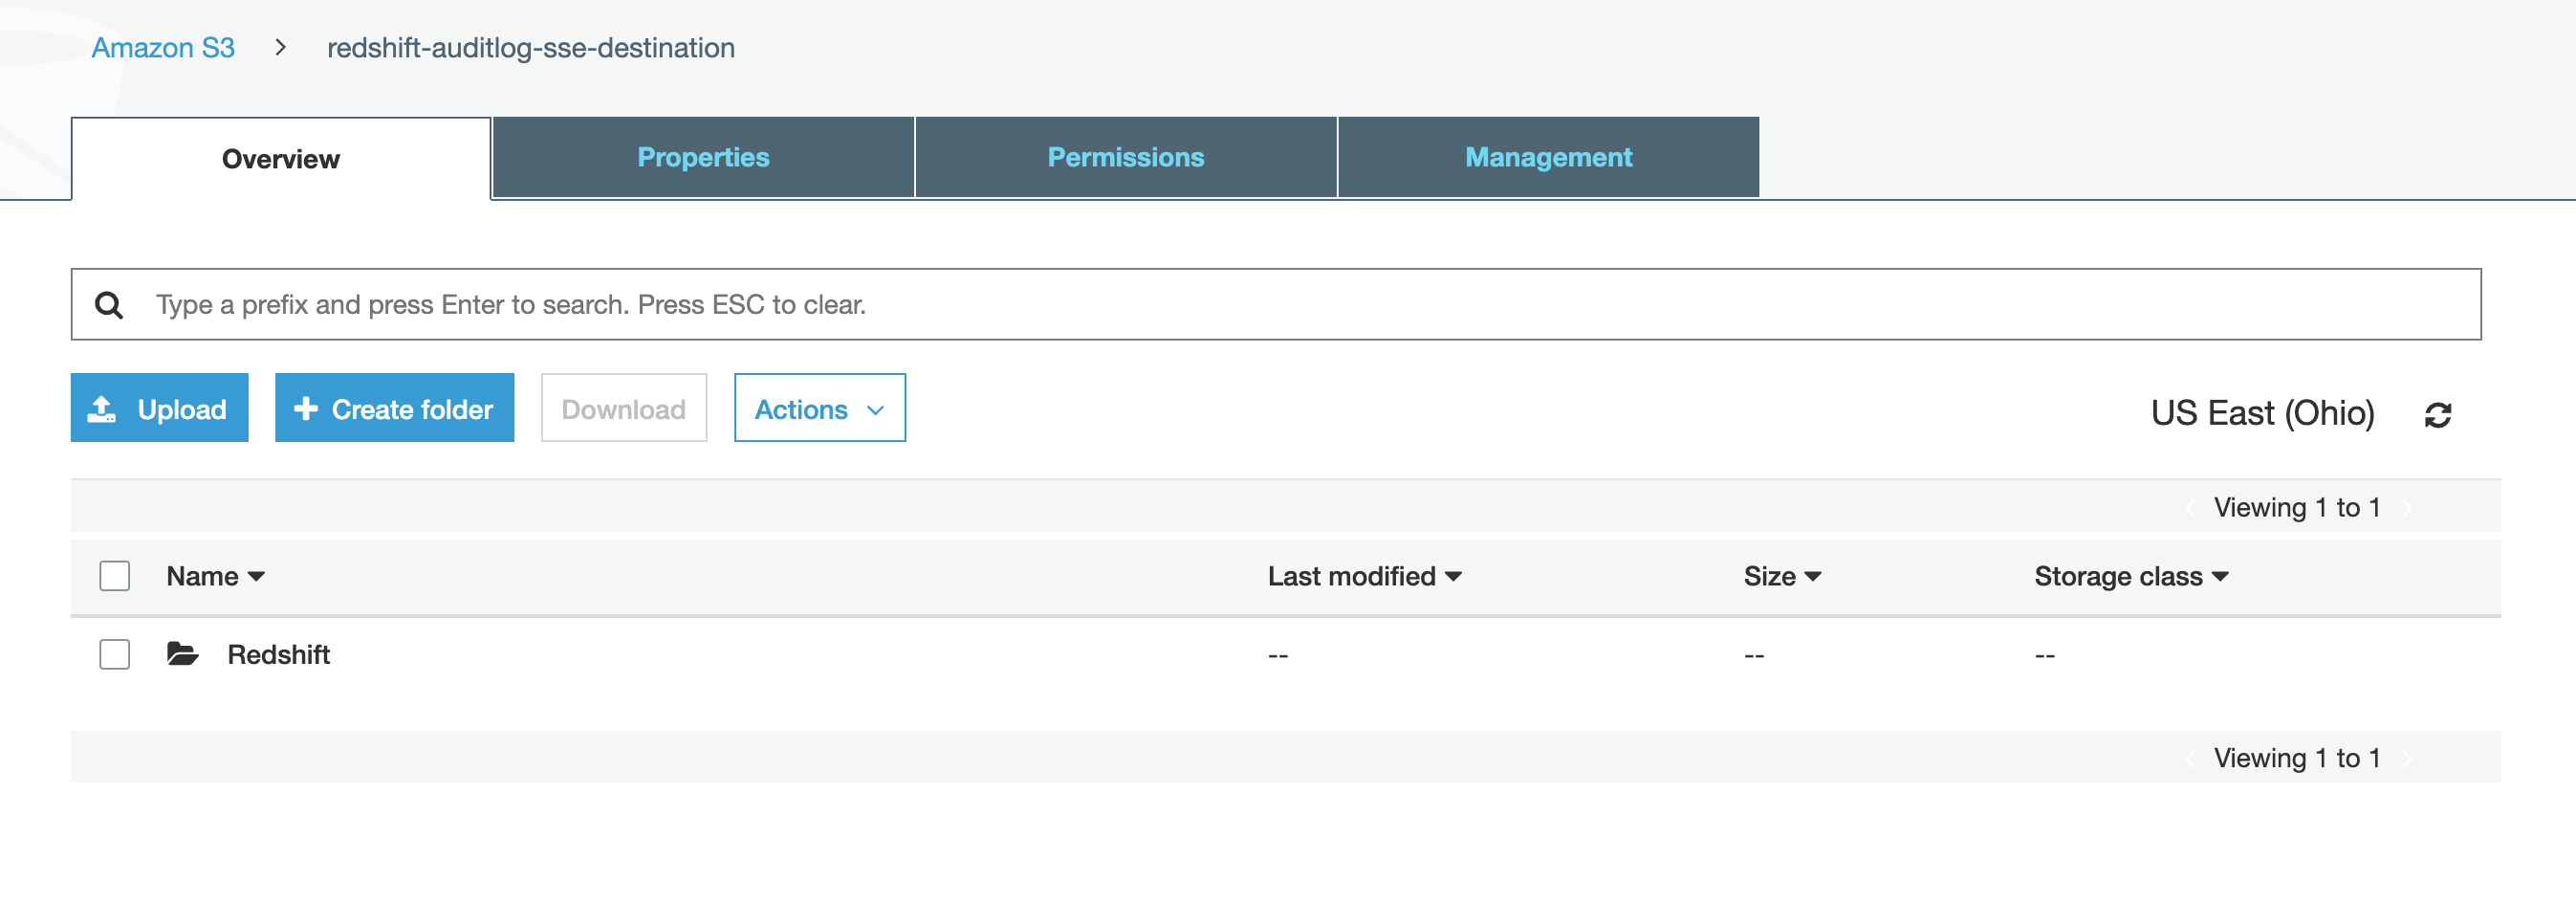 Amazon S3 > redshift-auditlog-sse-destination
Overview Properties Permissions Management
Type a prefix and press Enter to search. Press ESC to clear.
Upload Create folder Download Actions US East (Ohio)
Viewing 1 to 1
Name Last modified Size Storage class
Redshift -- -- --
Viewing 1 to 1